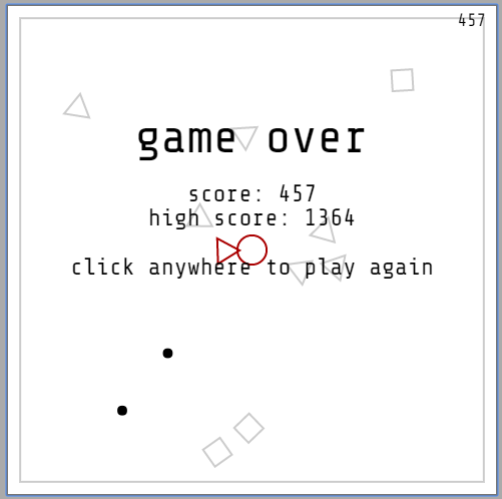 457
game over
score: 457
high score: 1364
click anywhere to play again